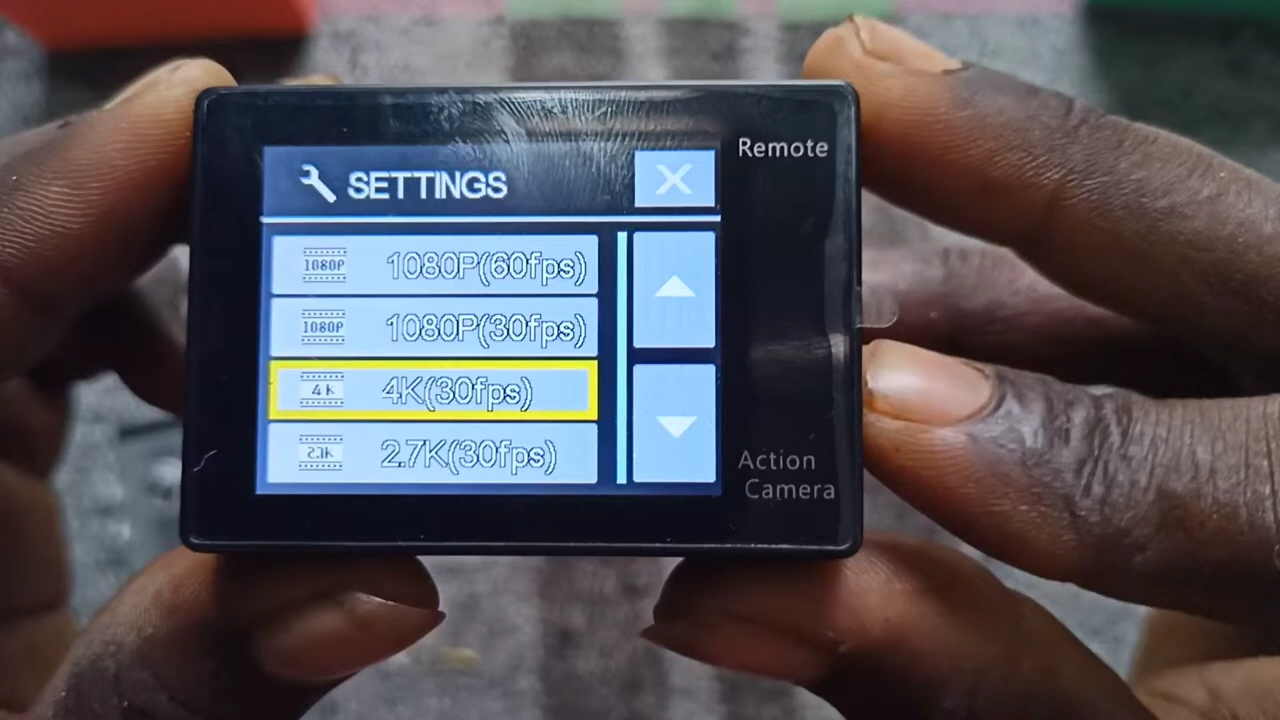 Remote
SETTINGS
X
1080P 1080P(60fps)
1080P 1080P(30fps)
4K 4K(30fps)
2.7K 2.7K(30fps)
Action
Camera